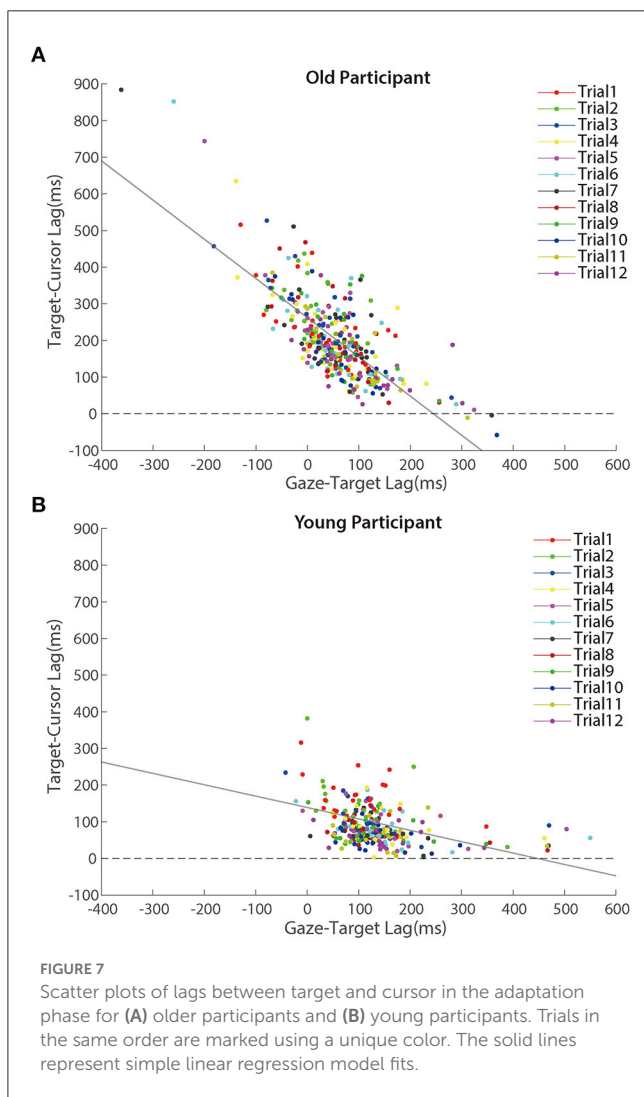 A
Old Participant
900
800
700
600
500
400
300
200
100
0
-100
Target-Cursor Lag(ms)
Trial1
Trial2
Trial3
Trial4
Trial5
Trial6
Trial7
Trial8
Trial9
Trial10
Trial11
Trial12
-400 -300 -200 -100 0 100 200 300 400 500 600
Gaze-Target Lag(ms)
B
Young Participant
900
800
700
600
500
400
300
200
100
0
-100
Target-Cursor Lag(ms)
Trial1
Trial2
Trial3
Trial4
Trial5
Trial6
Trial7
Trial8
Trial9
Trial10
Trial11
Trial12
-400 -300 -200 -100 0 100 200 300 400 500 600
Gaze-Target Lag(ms)
FIGURE 7
Scatter plots of lags between target and cursor in the adaptation
phase for (A) older participants and (B) young participants. Trials in
the same order are marked using a unique color. The solid lines
represent simple linear regression model fits.